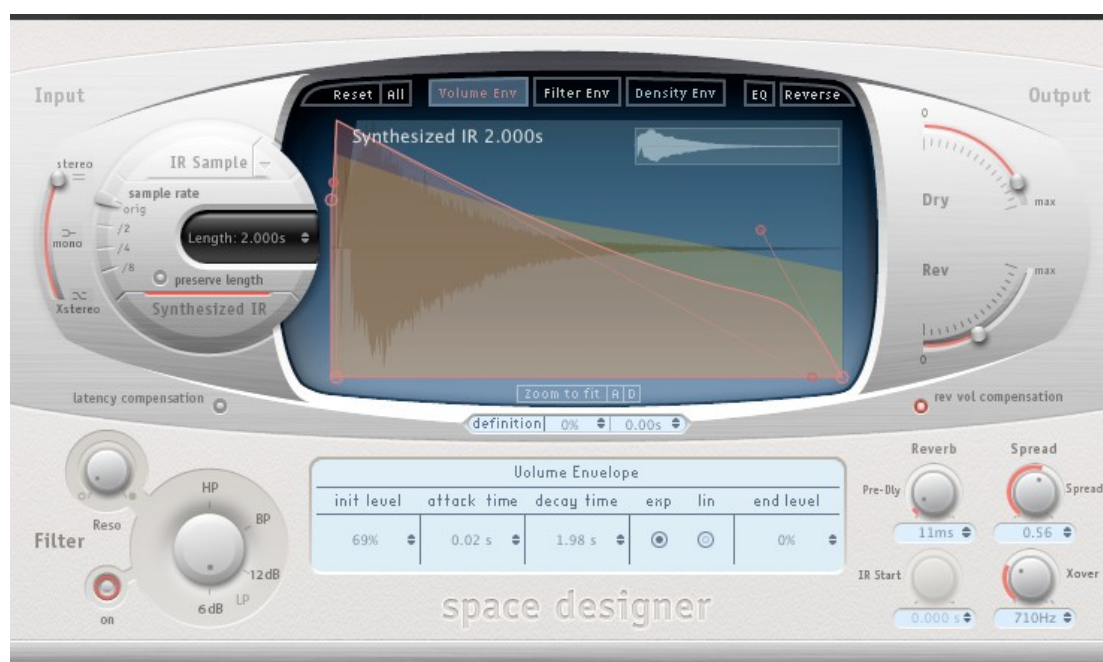 Reset All Volume Env Filter Env Density Env EQ Reverse
Input
Output
0
Synthesized IR 2.000s
stereo
IR Sample
sample rate
orig
/2
mono
/4
/8
Length: 2.000s
preserve length
Xstereo
Synthesized IR
Dry
max
Rev
max
0
Zoom to fit A D
latency compensation
definition 0% 0.00s
rev vol compensation
Volume Envelope
init level attack time decay time exp lin end level
69% 0.02 s 1.98 s 0%
Reso
HP
BP
Filter
12 dB
LP
6 dB
on
Reverb
Spread
Pre-Dly
Spread
11ms
0.56
IR Start
Xover
0.000 s
710Hz
space designer